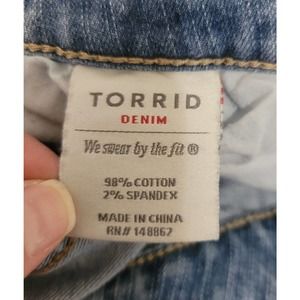 TORRID
DENIM
We swear by the fit ®
98% COTTON
2% SPANDEX
MADE IN CHINA
RN# 148862